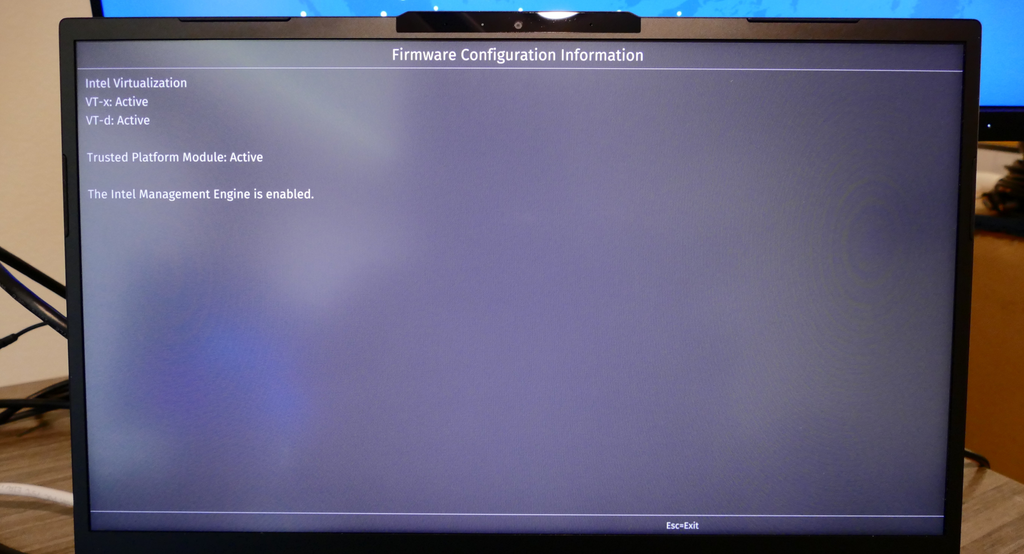 Firmware Configuration Information
Intel Virtualization
VT-x: Active
VT-d: Active
Trusted Platform Module: Active
The Intel Management Engine is enabled.
Esc=Exit